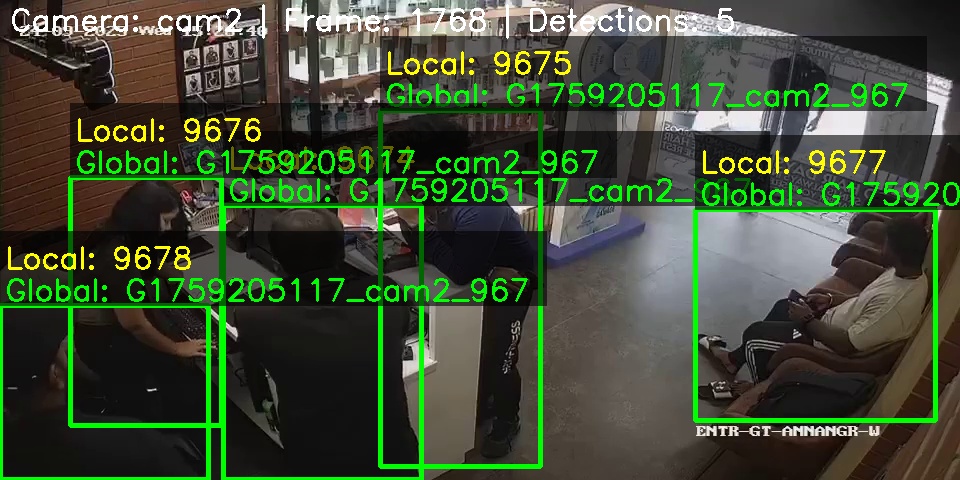 Camera: cam2 | Frame: 1768 | Detections: 5
Local: 9675
Global: G1759205117_cam2_967
Local: 9676
Global: G1759205117_cam2_967
Local: 9677
Global: G175920
Global: G1759205117_cam2_
Local: 9678
Global: G1759205117_cam2_967
FITNESS
ENTR-GT-ANNANGR-W